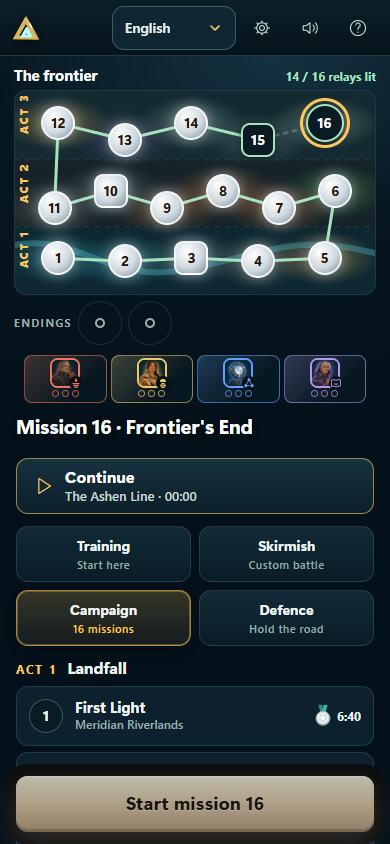 English
The frontier
14 / 16 relays lit
ACT 3
12
13
14
15
16
ACT 2
11
10
9
8
7
6
ACT 1
1
2
3
4
5
ENDINGS
Mission 16 · Frontier's End
Continue
The Ashen Line · 00:00
Training
Start here
Skirmish
Custom battle
Campaign
16 missions
Defence
Hold the road
ACT 1 Landfall
1
First Light
Meridian Riverlands
6:40
Start mission 16